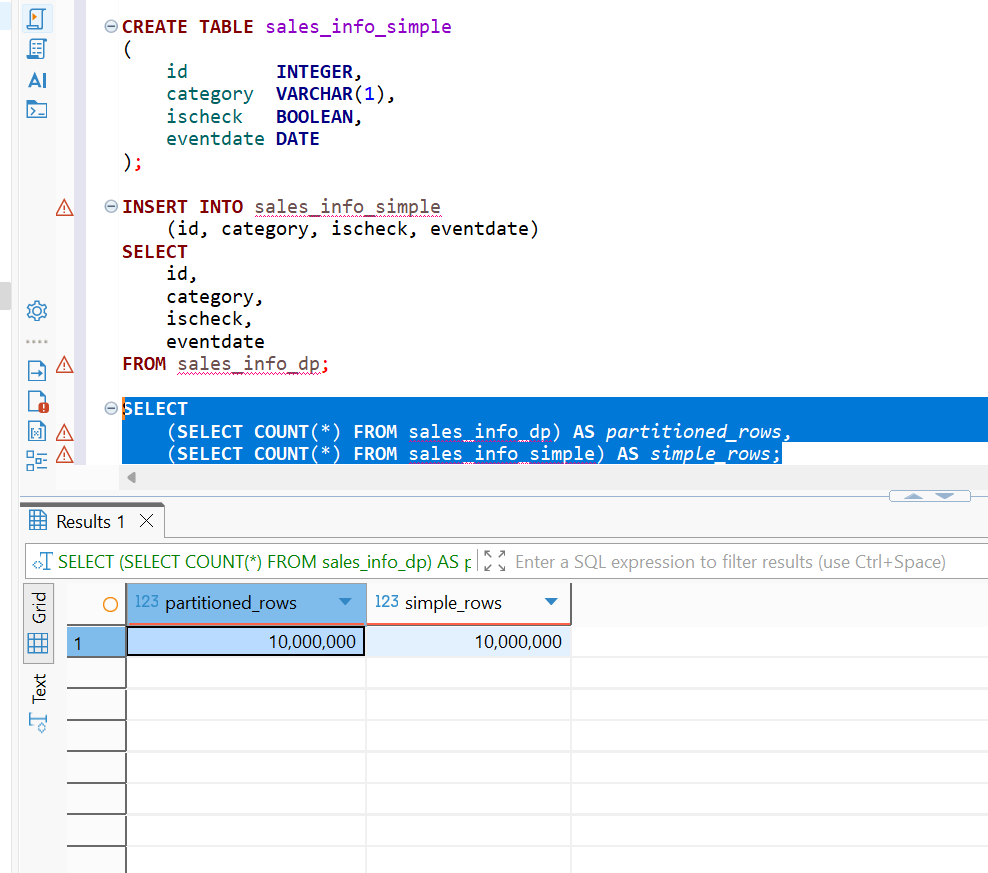 CREATE TABLE sales_info_simple
(
id INTEGER,
category VARCHAR(1),
ischeck BOOLEAN,
eventdate DATE
);
INSERT INTO sales_info_simple
(id, category, ischeck, eventdate)
SELECT
id,
category,
ischeck,
eventdate
FROM sales_info_dp;
SELECT
(SELECT COUNT(*) FROM sales_info_dp) AS partitioned_rows,
(SELECT COUNT(*) FROM sales_info_simple) AS simple_rows;
AI
Results 1
SELECT (SELECT COUNT(*) FROM sales_info_dp) AS p
Enter a SQL expression to filter results (use Ctrl+Space)
Grid
123 partitioned_rows 123 simple_rows
1 10,000,000 10,000,000
Text